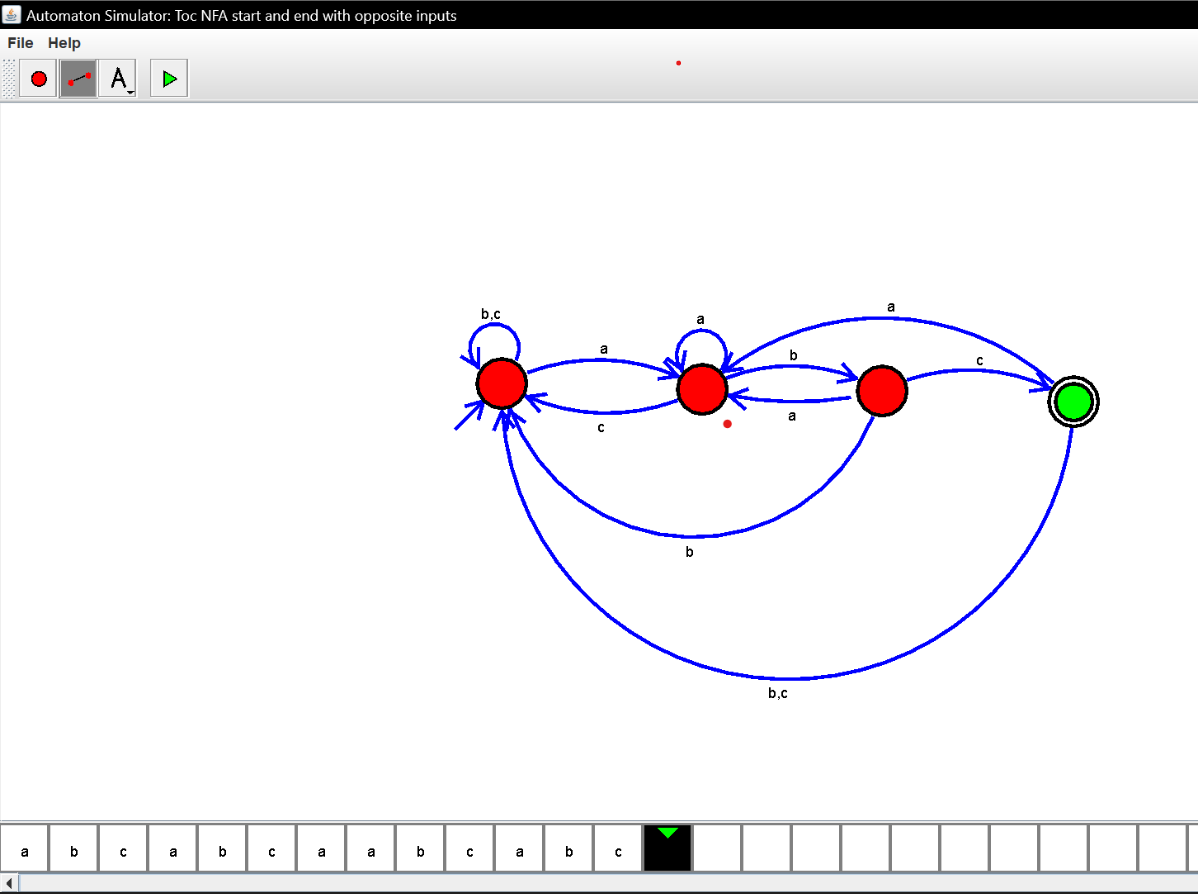 Automaton Simulator: Toc NFA start and end with opposite inputs
File Help
A
b,c
a
a
a
b
c
a
c
b
b,c
a b c a b c a a b c a b c